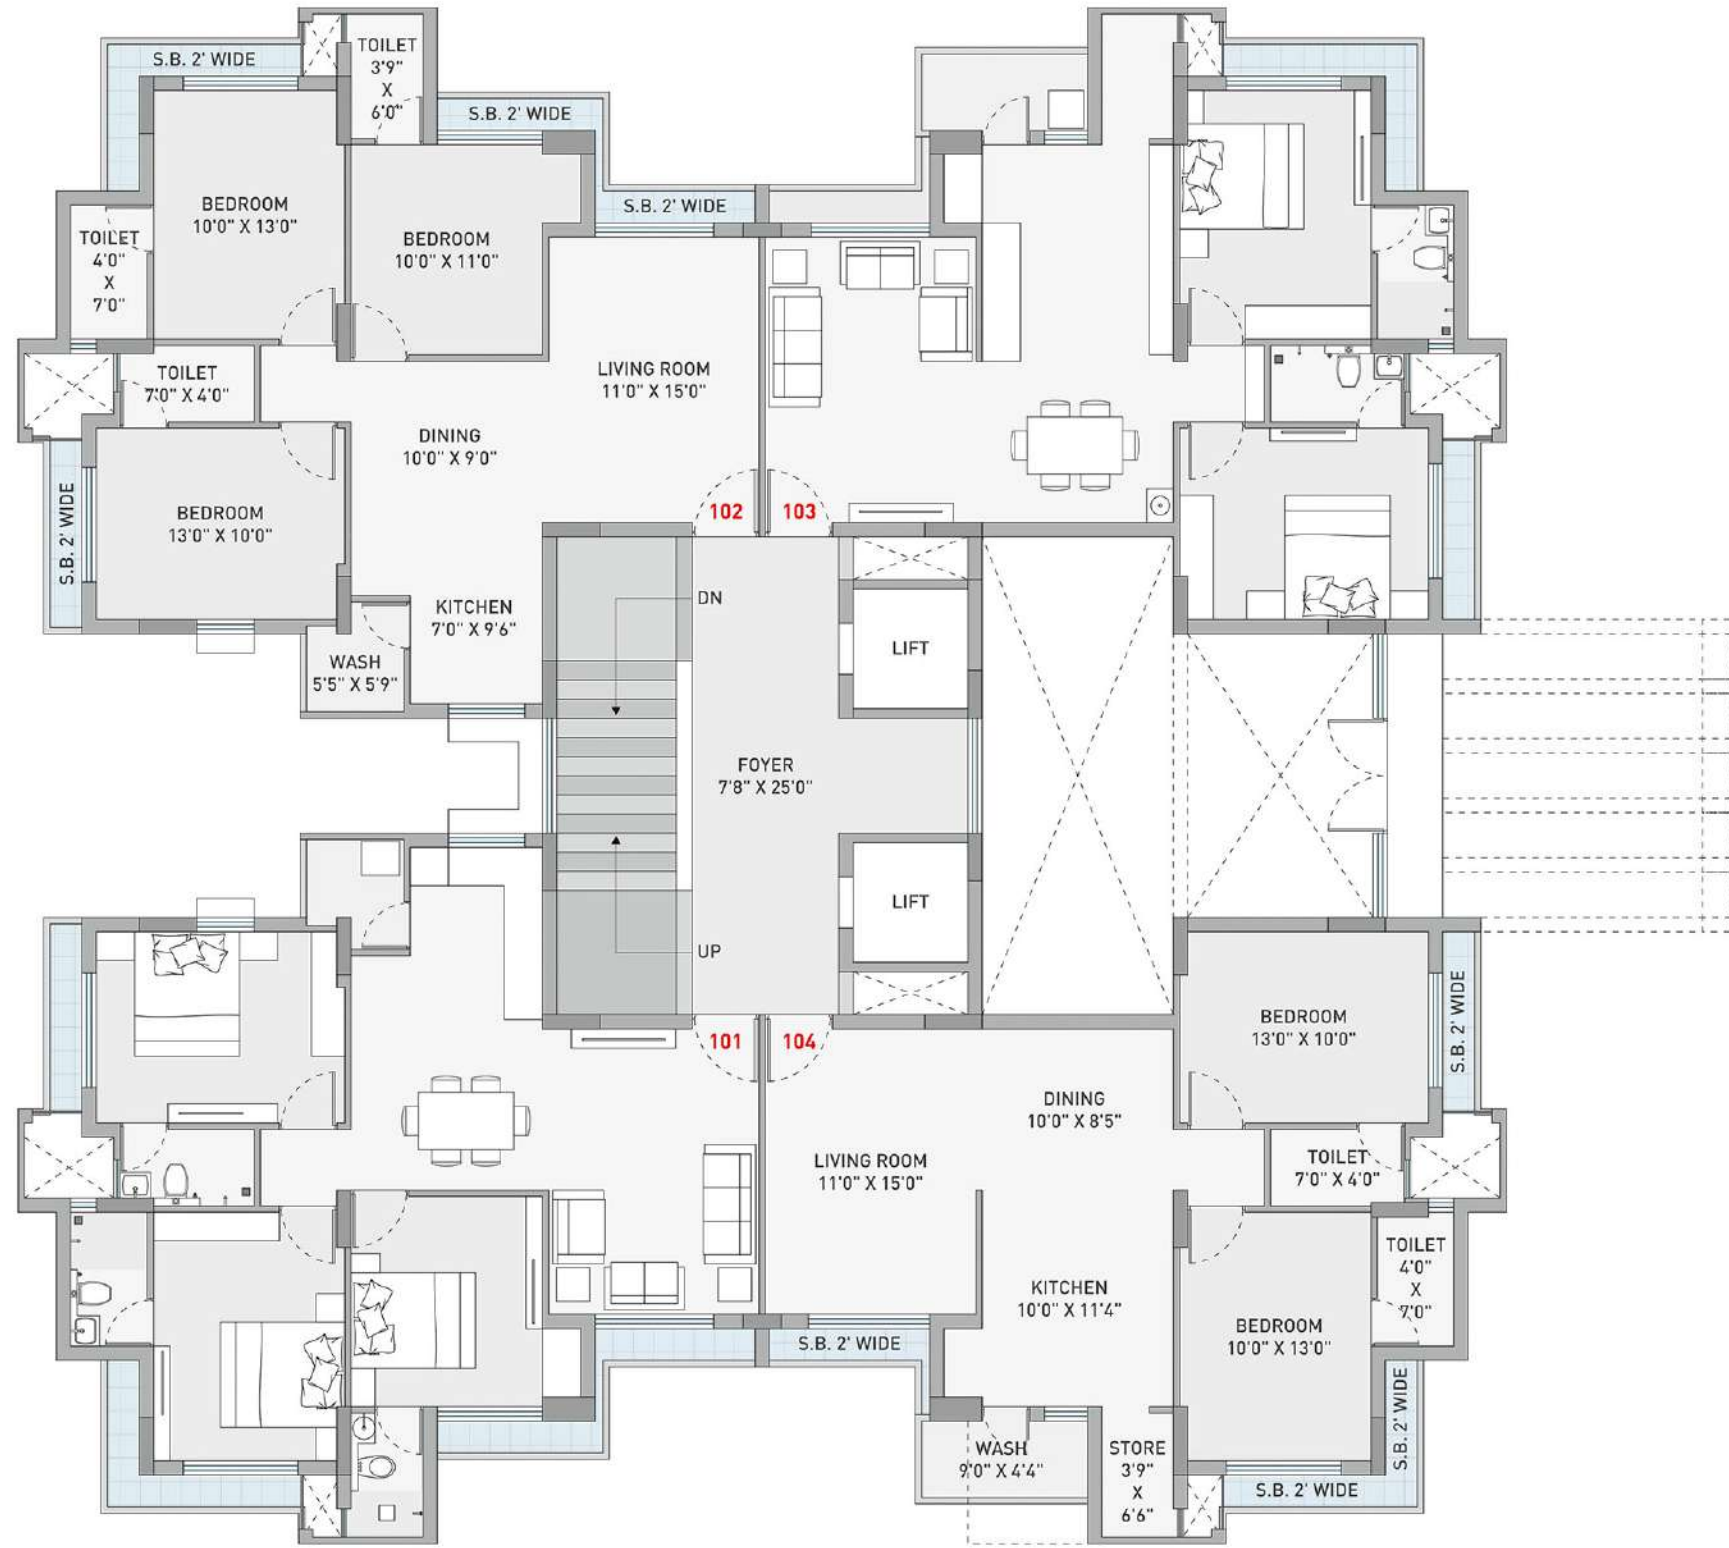 S.B. 2' WIDE
TOILET
3'9"
X
6'0"
S.B. 2' WIDE
S.B. 2' WIDE
BEDROOM
10'0" X 13'0"
BEDROOM
10'0" X 11'0"
TOILET
4'0"
X
7'0"
TOILET
7'0" X 4'0"
LIVING ROOM
11'0" X 15'0"
DINING
10'0" X 9'0"
S.B. 2' WIDE
BEDROOM
13'0" X 10'0"
102
103
KITCHEN
7'0" X 9'6"
WASH
5'5" X 5'9"
DN
LIFT
FOYER
7'8" X 25'0"
LIFT
UP
101
104
BEDROOM
13'0" X 10'0"
S.B. 2' WIDE
DINING
10'0" X 8'5"
LIVING ROOM
11'0" X 15'0"
TOILET
7'0" X 4'0"
TOILET
4'0"
X
7'0"
KITCHEN
10'0" X 11'4"
BEDROOM
10'0" X 13'0"
S.B. 2' WIDE
S.B. 2' WIDE
WASH
9'0" X 4'4"
STORE
3'9"
X
6'6"
S.B. 2' WIDE